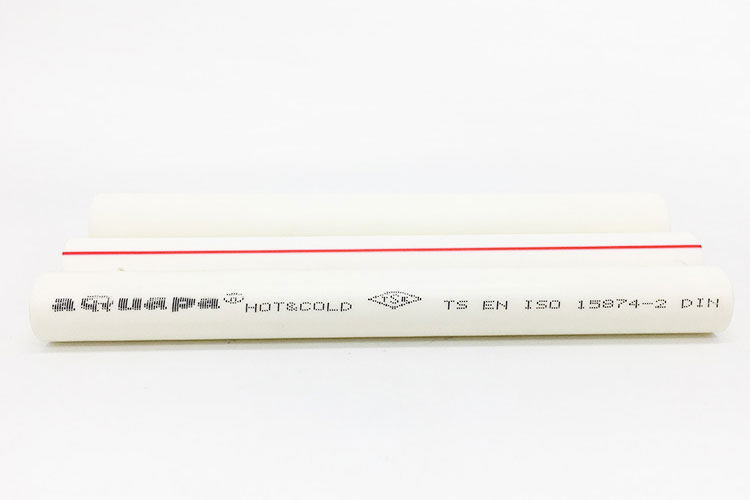 aquapa HOT&COLD TSE TS EN ISO 15874-2 DIN